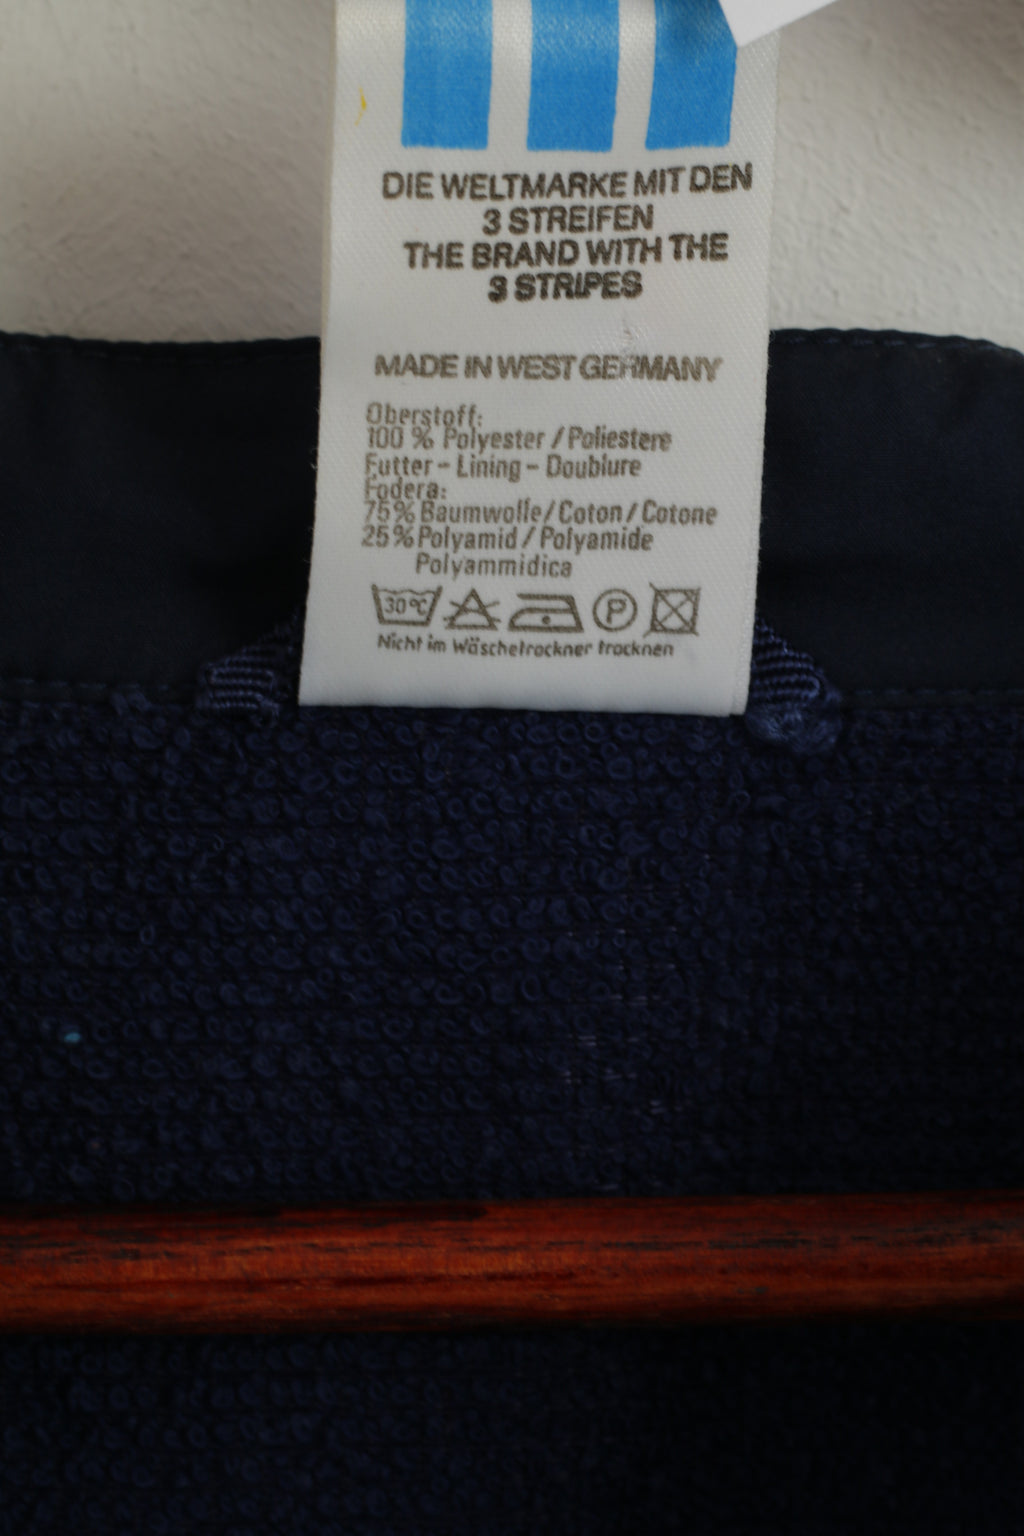 DIE WELTMARKE MIT DEN
3 STREIFEN
THE BRAND WITH THE
3 STRIPES
MADE IN WEST GERMANY
Oberstoff:
100 % Polyester / Poliestere
Futter - Lining - Doublure
Fodera:
75% Baumwolle / Coton / Cotone
25% Polyamid / Polyamide
Polyammidica
30°C P
Nicht im Wäschetrockner trocknen